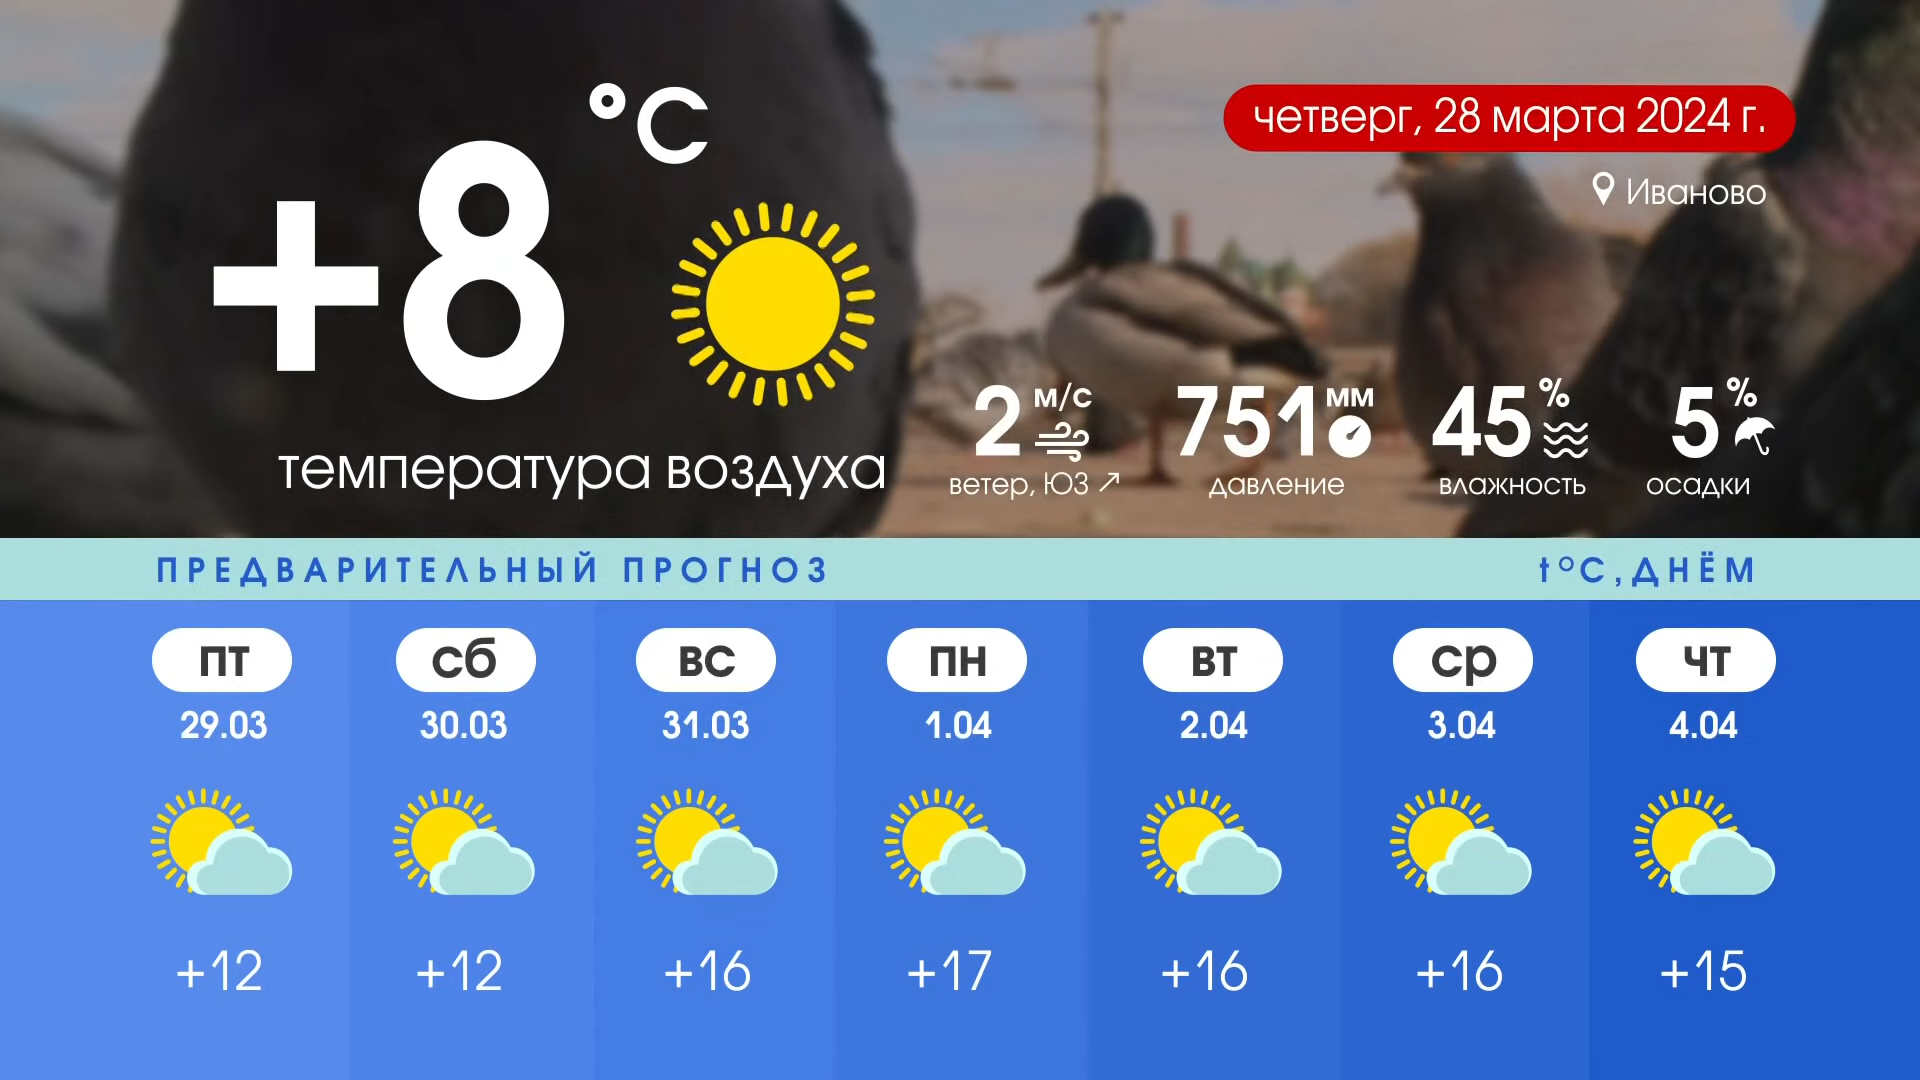 +8 °C
температура воздуха
четверг, 28 марта 2024 г.
Иваново
2 м/с
ветер, ЮЗ ↗
751 мм
давление
45 %
влажность
5 %
осадки
ПРЕДВАРИТЕЛЬНЫЙ ПРОГНОЗ
t°C, ДНЁМ
пт
сб
вс
пн
вт
ср
чт
29.03
30.03
31.03
1.04
2.04
3.04
4.04
+12
+12
+16
+17
+16
+16
+15